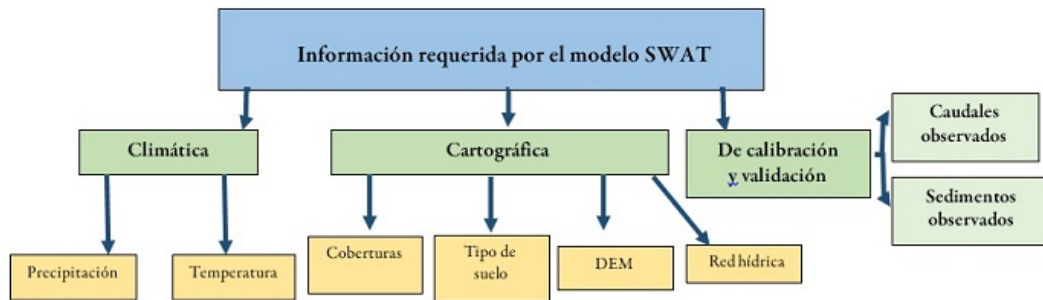 Información requerida por el modelo SWAT
Climática
Cartográfica
De calibración
y validación
Caudales
observados
Sedimentos
observados
Precipitación
Temperatura
Coberturas
Tipo de
suelo
DEM
Red hídrica